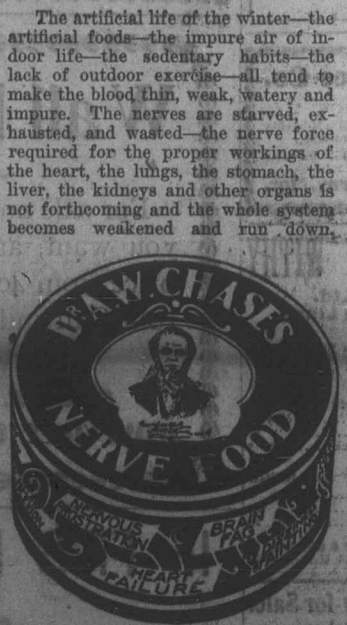 The artificial life of the winter—the
artificial foods—the impure air of in-
door life—the sedentary habits—the
lack of outdoor exercise—all tend to
make the blood thin, weak, watery and
impure. The nerves are starved, ex-
hausted, and wasted—the nerve force
required for the proper workings of
the heart, the lungs, the stomach, the
liver, the kidneys and other organs is
not forthcoming and the whole system
becomes weakened and run down.
DR A.W. CHASE'S
NERVE FOOD
NERVOUS
PROSTRATION
HEART
FAILURE
BRAIN
FAG